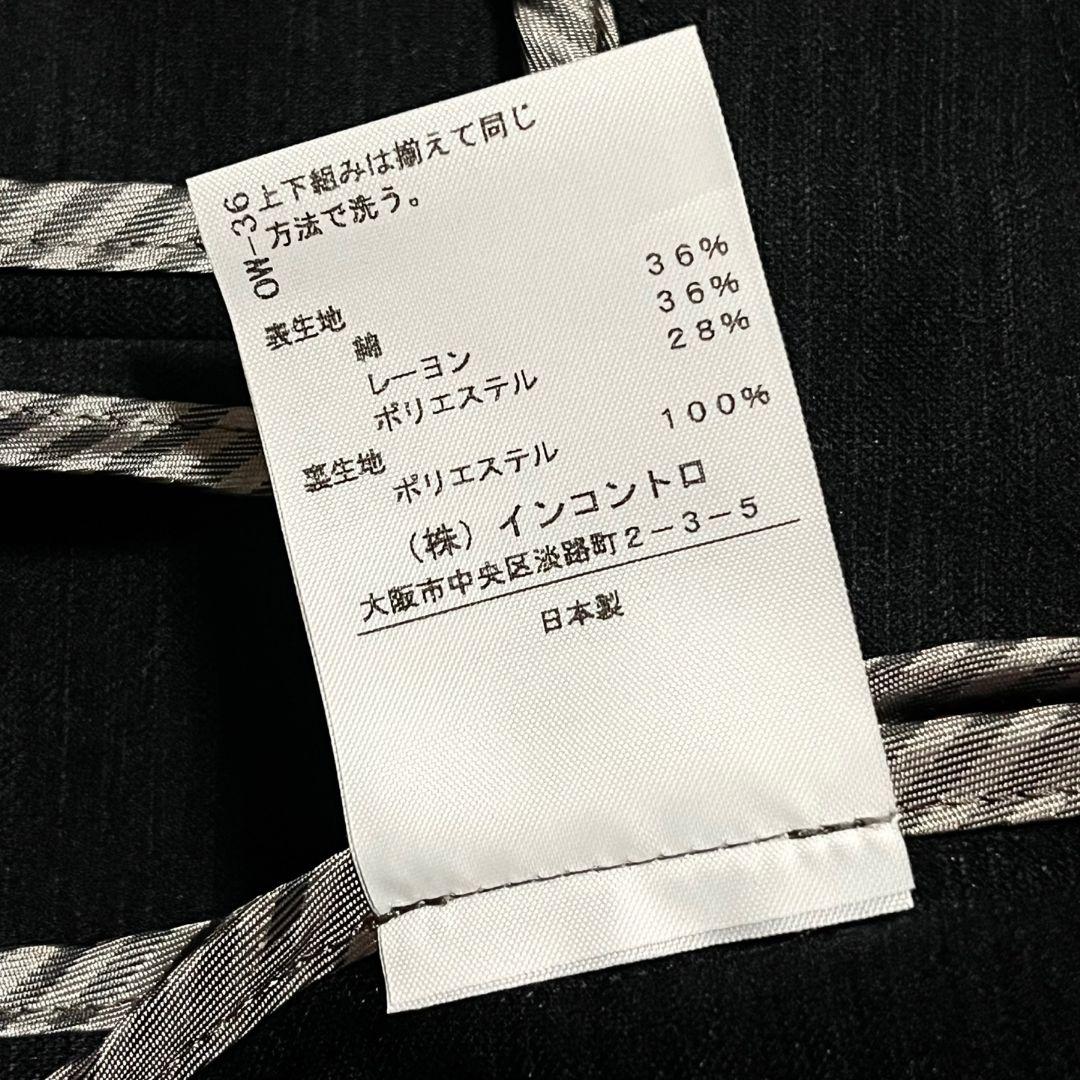 上下組みは揃えて同じ
方法で洗う。
OW-36
表生地
綿 36%
レーヨン 36%
ポリエステル 28%
裏生地
ポリエステル 100%
(株)インコントロ
大阪市中央区淡路町2-3-5
日本製